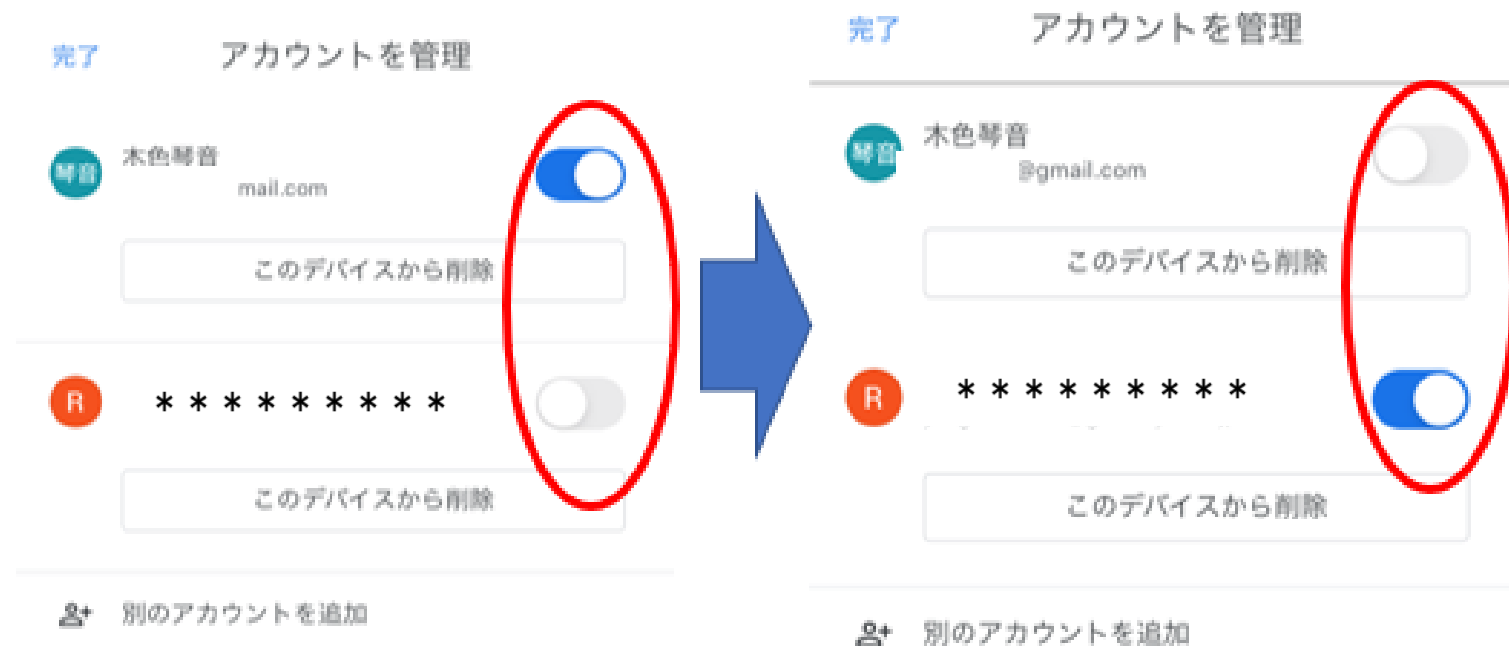 完了 アカウントを管理
琴音 木色琴音
mail.com
このデバイスから削除
R *********
このデバイスから削除
別のアカウントを追加
完了 アカウントを管理
琴音 木色琴音
@gmail.com
このデバイスから削除
R *********
このデバイスから削除
別のアカウントを追加